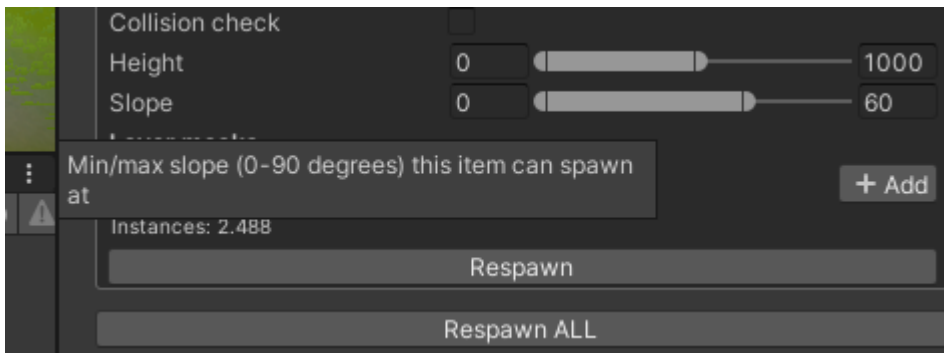 Collision check
Height 0 1000
Slope 0 60
Min/max slope (0-90 degrees) this item can spawn
at
+ Add
Instances: 2.488
Respawn
Respawn ALL